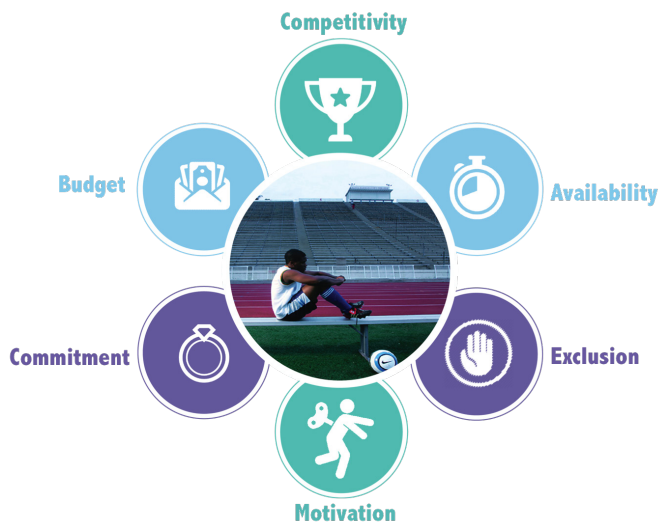 Competitivity
Budget
Availability
Commitment
Exclusion
Motivation